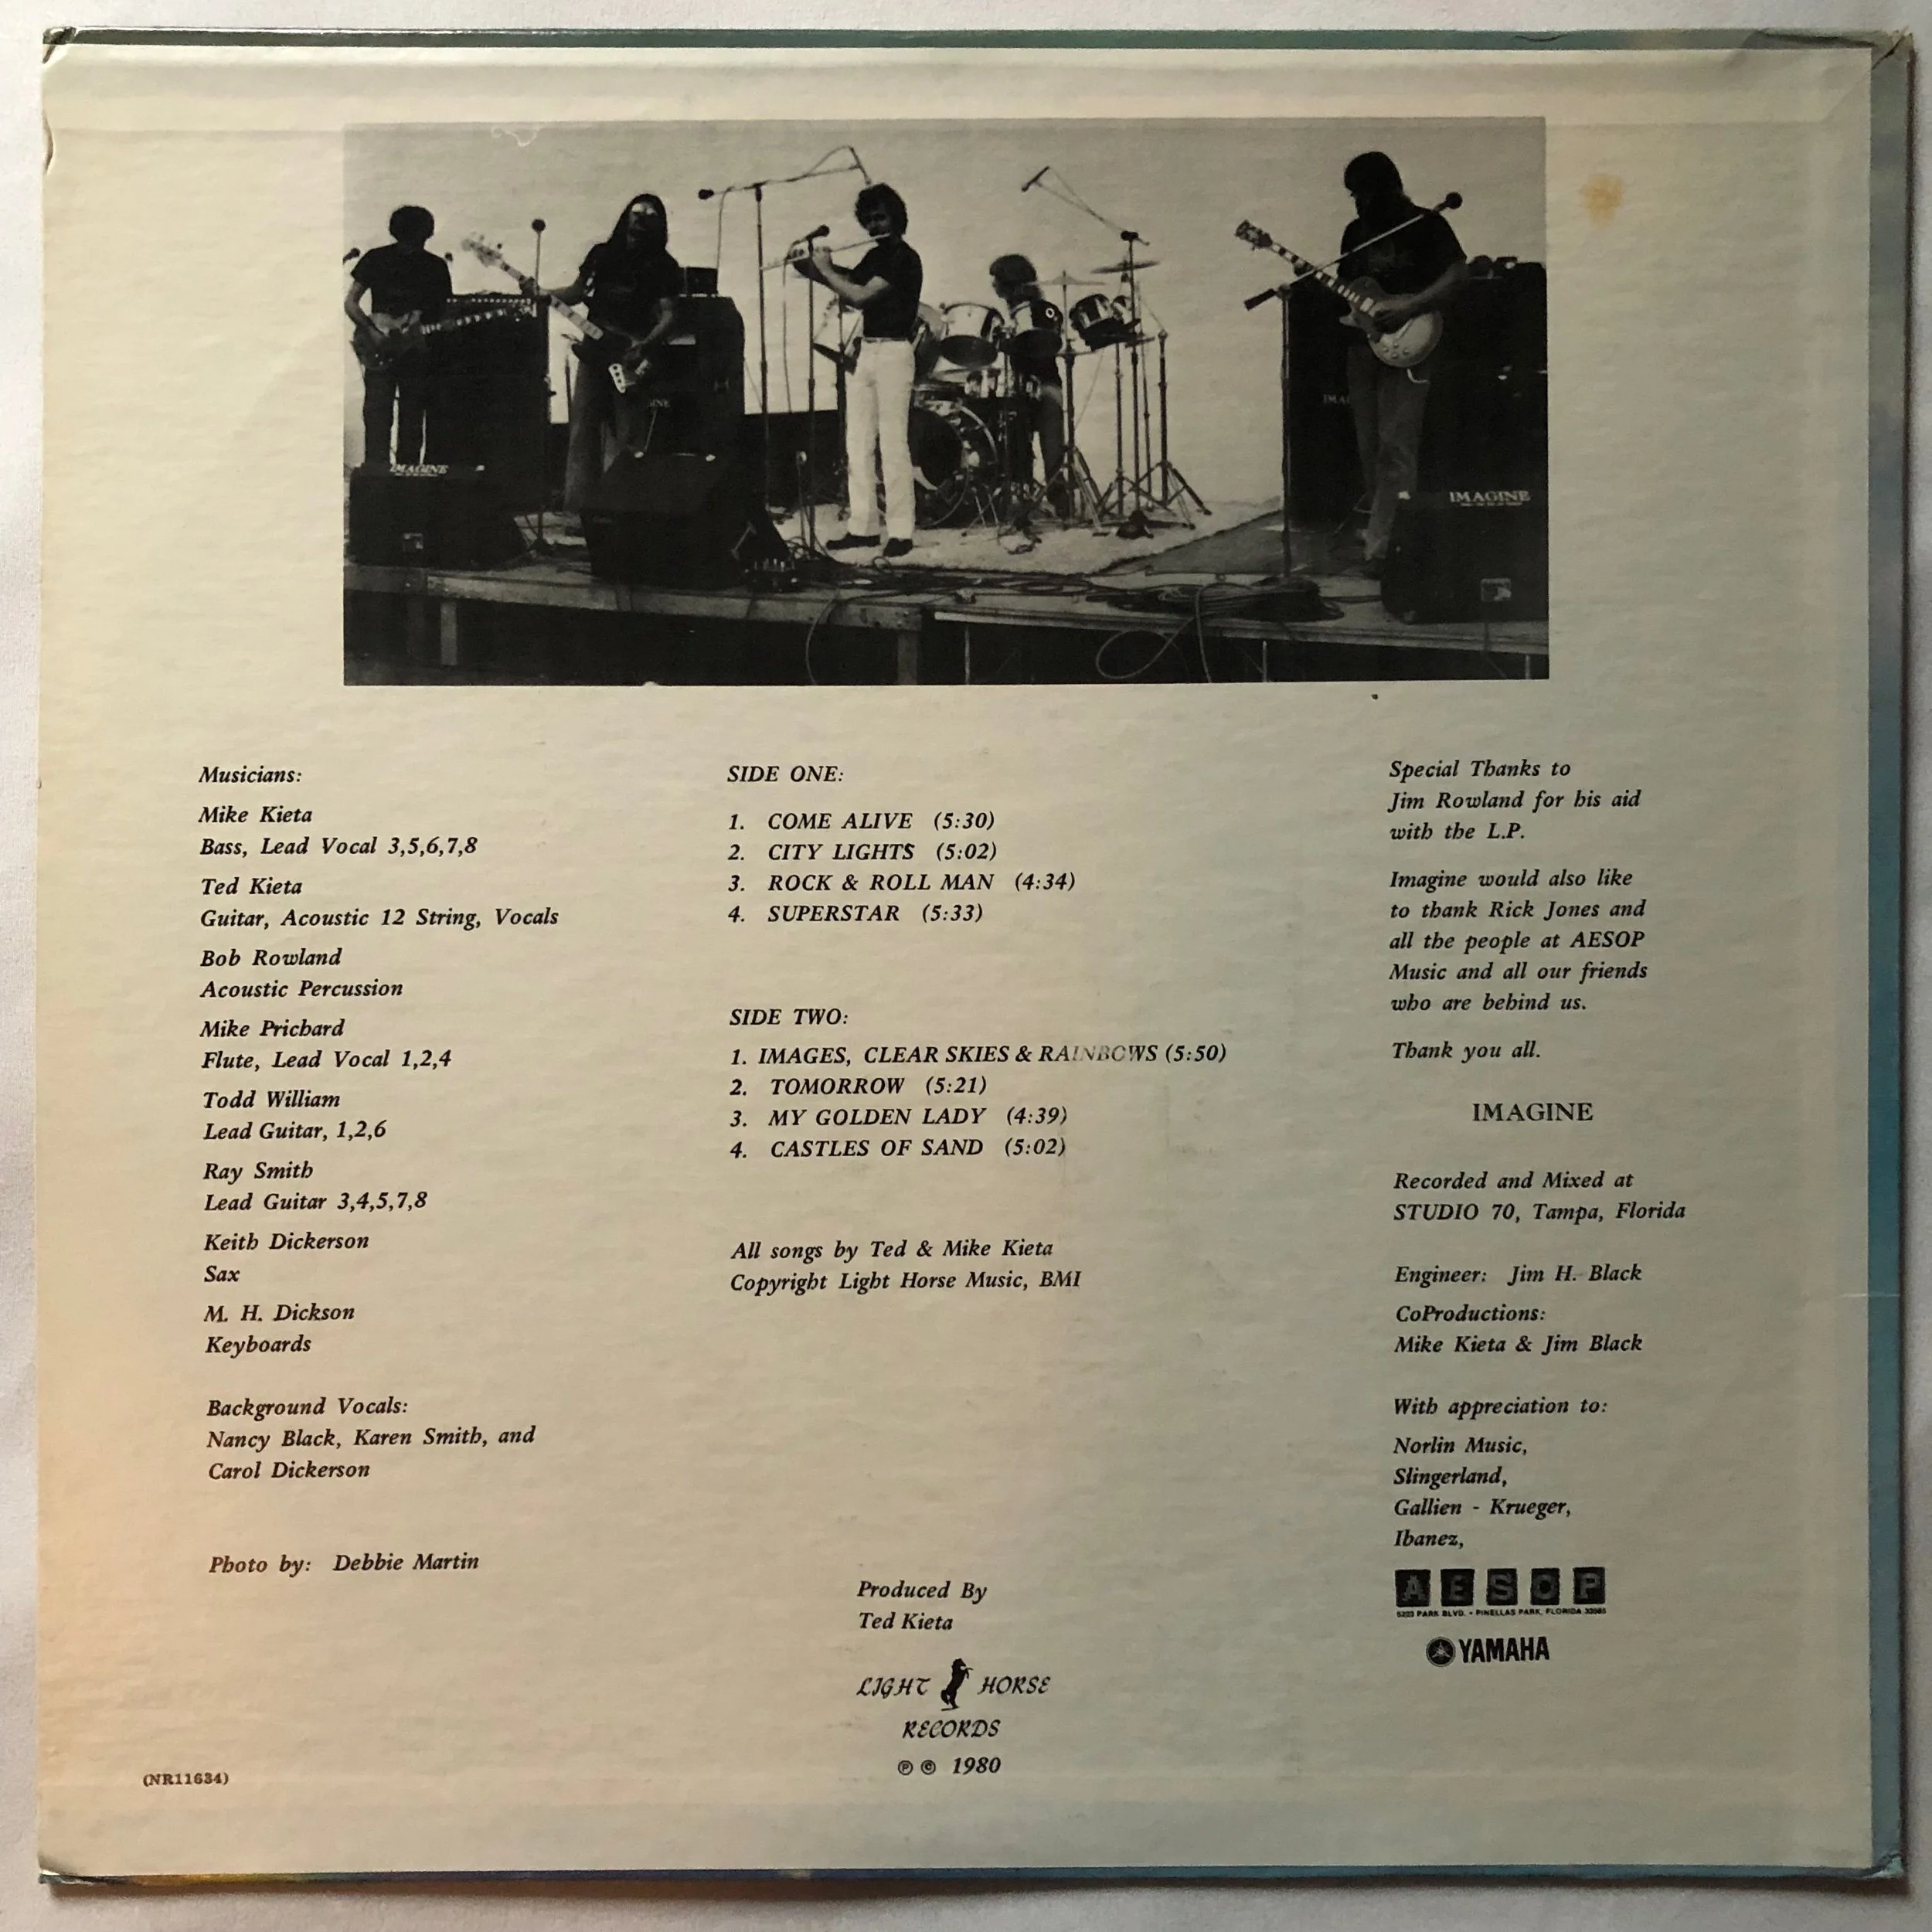 IMAGINE
IMAGINE
Musicians:
Mike Kieta
Bass, Lead Vocal 3,5,6,7,8
Ted Kieta
Guitar, Acoustic 12 String, Vocals
Bob Rowland
Acoustic Percussion
Mike Prichard
Flute, Lead Vocal 1,2,4
Todd William
Lead Guitar, 1,2,6
Ray Smith
Lead Guitar 3,4,5,7,8
Keith Dickerson
Sax
M. H. Dickson
Keyboards
Background Vocals:
Nancy Black, Karen Smith, and
Carol Dickerson
Photo by: Debbie Martin
(NR11634)
SIDE ONE:
1. COME ALIVE (5:30)
2. CITY LIGHTS (5:02)
3. ROCK & ROLL MAN (4:34)
4. SUPERSTAR (5:33)
SIDE TWO:
1. IMAGES, CLEAR SKIES & RAINBOWS (5:50)
2. TOMORROW (5:21)
3. MY GOLDEN LADY (4:39)
4. CASTLES OF SAND (5:02)
All songs by Ted & Mike Kieta
Copyright Light Horse Music, BMI
Produced By
Ted Kieta
LIGHT HORSE
RECORDS
℗ © 1980
Special Thanks to
Jim Rowland for his aid
with the L.P.
Imagine would also like
to thank Rick Jones and
all the people at AESOP
Music and all our friends
who are behind us.
Thank you all.
IMAGINE
Recorded and Mixed at
STUDIO 70, Tampa, Florida
Engineer: Jim H. Black
CoProductions:
Mike Kieta & Jim Black
With appreciation to:
Norlin Music,
Slingerland,
Gallien - Krueger,
Ibanez,
AESOP
PARK BLVD. • PINELLAS PARK, FLORIDA
YAMAHA